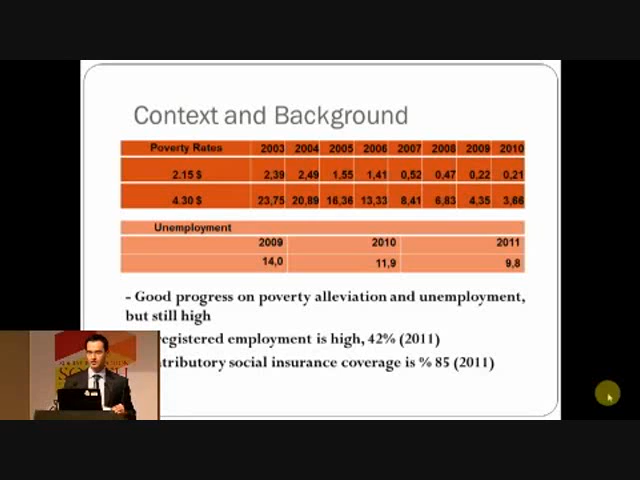 Context and Background
Poverty Rates 2003 2004 2005 2006 2007 2008 2009 2010
2.15 $ 2,39 2,49 1,55 1,41 0,52 0,47 0,22 0,21
4.30 $ 23,75 20,89 16,36 13,33 8,41 6,83 4,35 3,66
Unemployment
2009 2010 2011
14,0 11,9 9,8
- Good progress on poverty alleviation and unemployment,
but still high
employment is high, 42% (2011)
social insurance coverage is % 85 (2011)